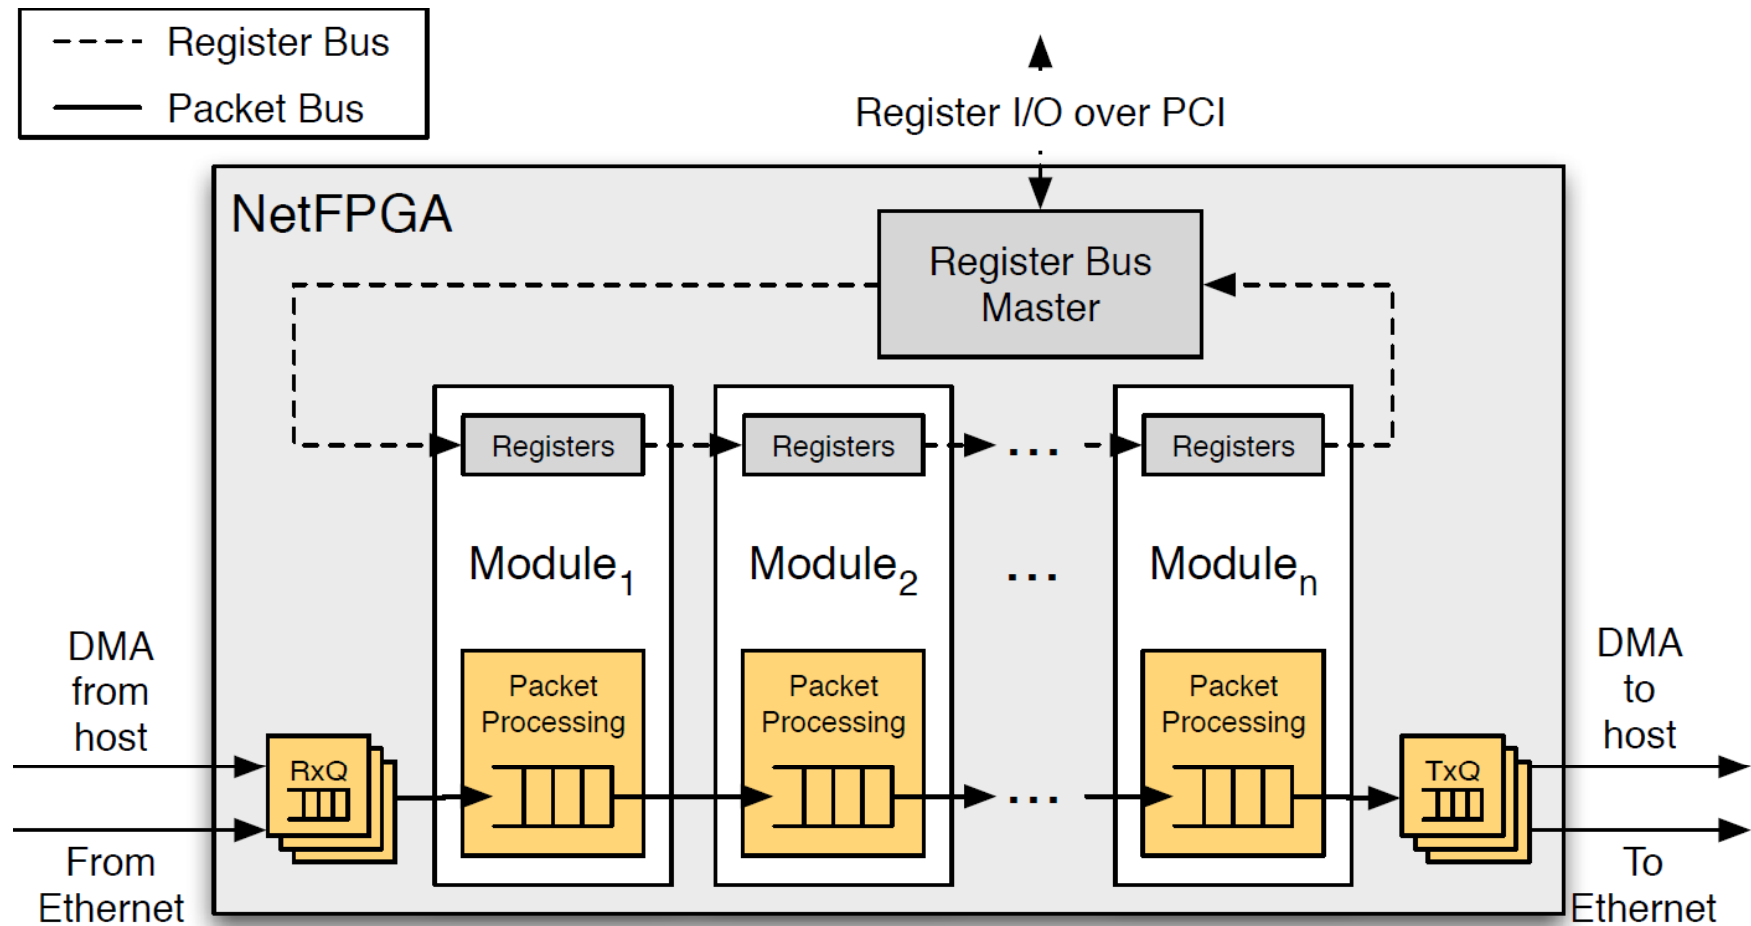 Register Bus
Packet Bus
Register I/O over PCI
NetFPGA
Register Bus
Master
Registers
Registers
...
Registers
Module1
Module2
...
Modulen
DMA
from
host
Packet
Processing
Packet
Processing
Packet
Processing
DMA
to
host
RxQ
...
TxQ
From
Ethernet
To
Ethernet